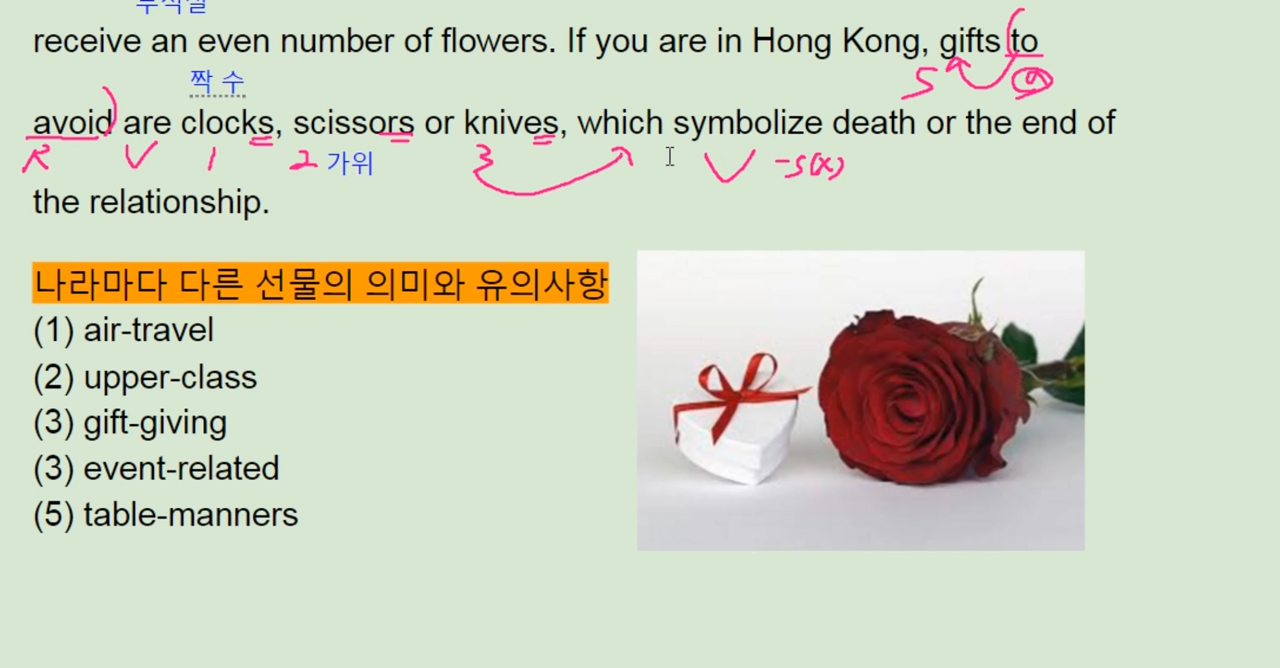 receive an even number of flowers. If you are in Hong Kong, gifts (to
짝 수
S
avoid) are clocks, scissors or knives, which symbolize death or the end of
R V 1 2 가위 3 V -S(x)
the relationship.
나라마다 다른 선물의 의미와 유의사항
(1) air-travel
(2) upper-class
(3) gift-giving
(3) event-related
(5) table-manners